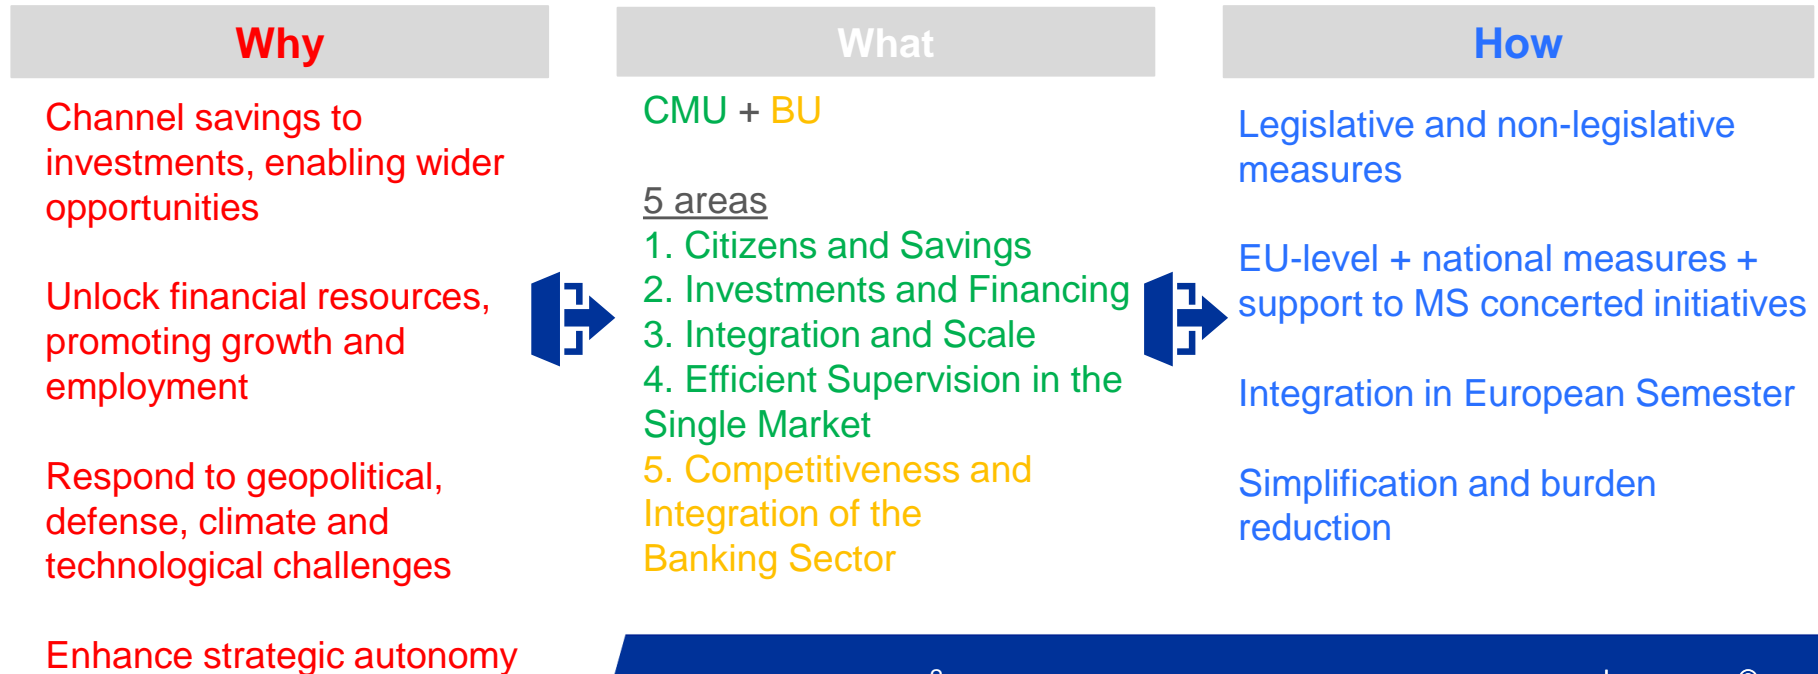 Why
Channel savings to
investments, enabling wider
opportunities
Unlock financial resources,
promoting growth and
employment
Respond to geopolitical,
defense, climate and
technological challenges
Enhance strategic autonomy
What
CMU + BU
5 areas
1. Citizens and Savings
2. Investments and Financing
3. Integration and Scale
4. Efficient Supervision in the
Single Market
5. Competitiveness and
Integration of the
Banking Sector
How
Legislative and non-legislative
measures
EU-level + national measures +
support to MS concerted initiatives
Integration in European Semester
Simplification and burden
reduction